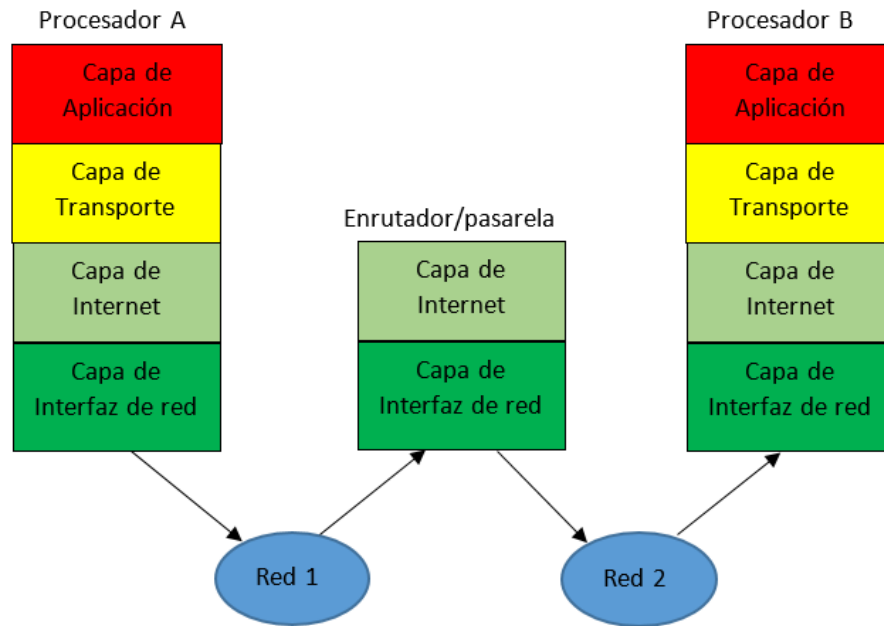 Procesador A
Capa de
Aplicación
Capa de
Transporte
Capa de
Internet
Capa de
Interfaz de red
Enrutador/pasarela
Capa de
Internet
Capa de
Interfaz de red
Procesador B
Capa de
Aplicación
Capa de
Transporte
Capa de
Internet
Capa de
Interfaz de red
Red 1
Red 2